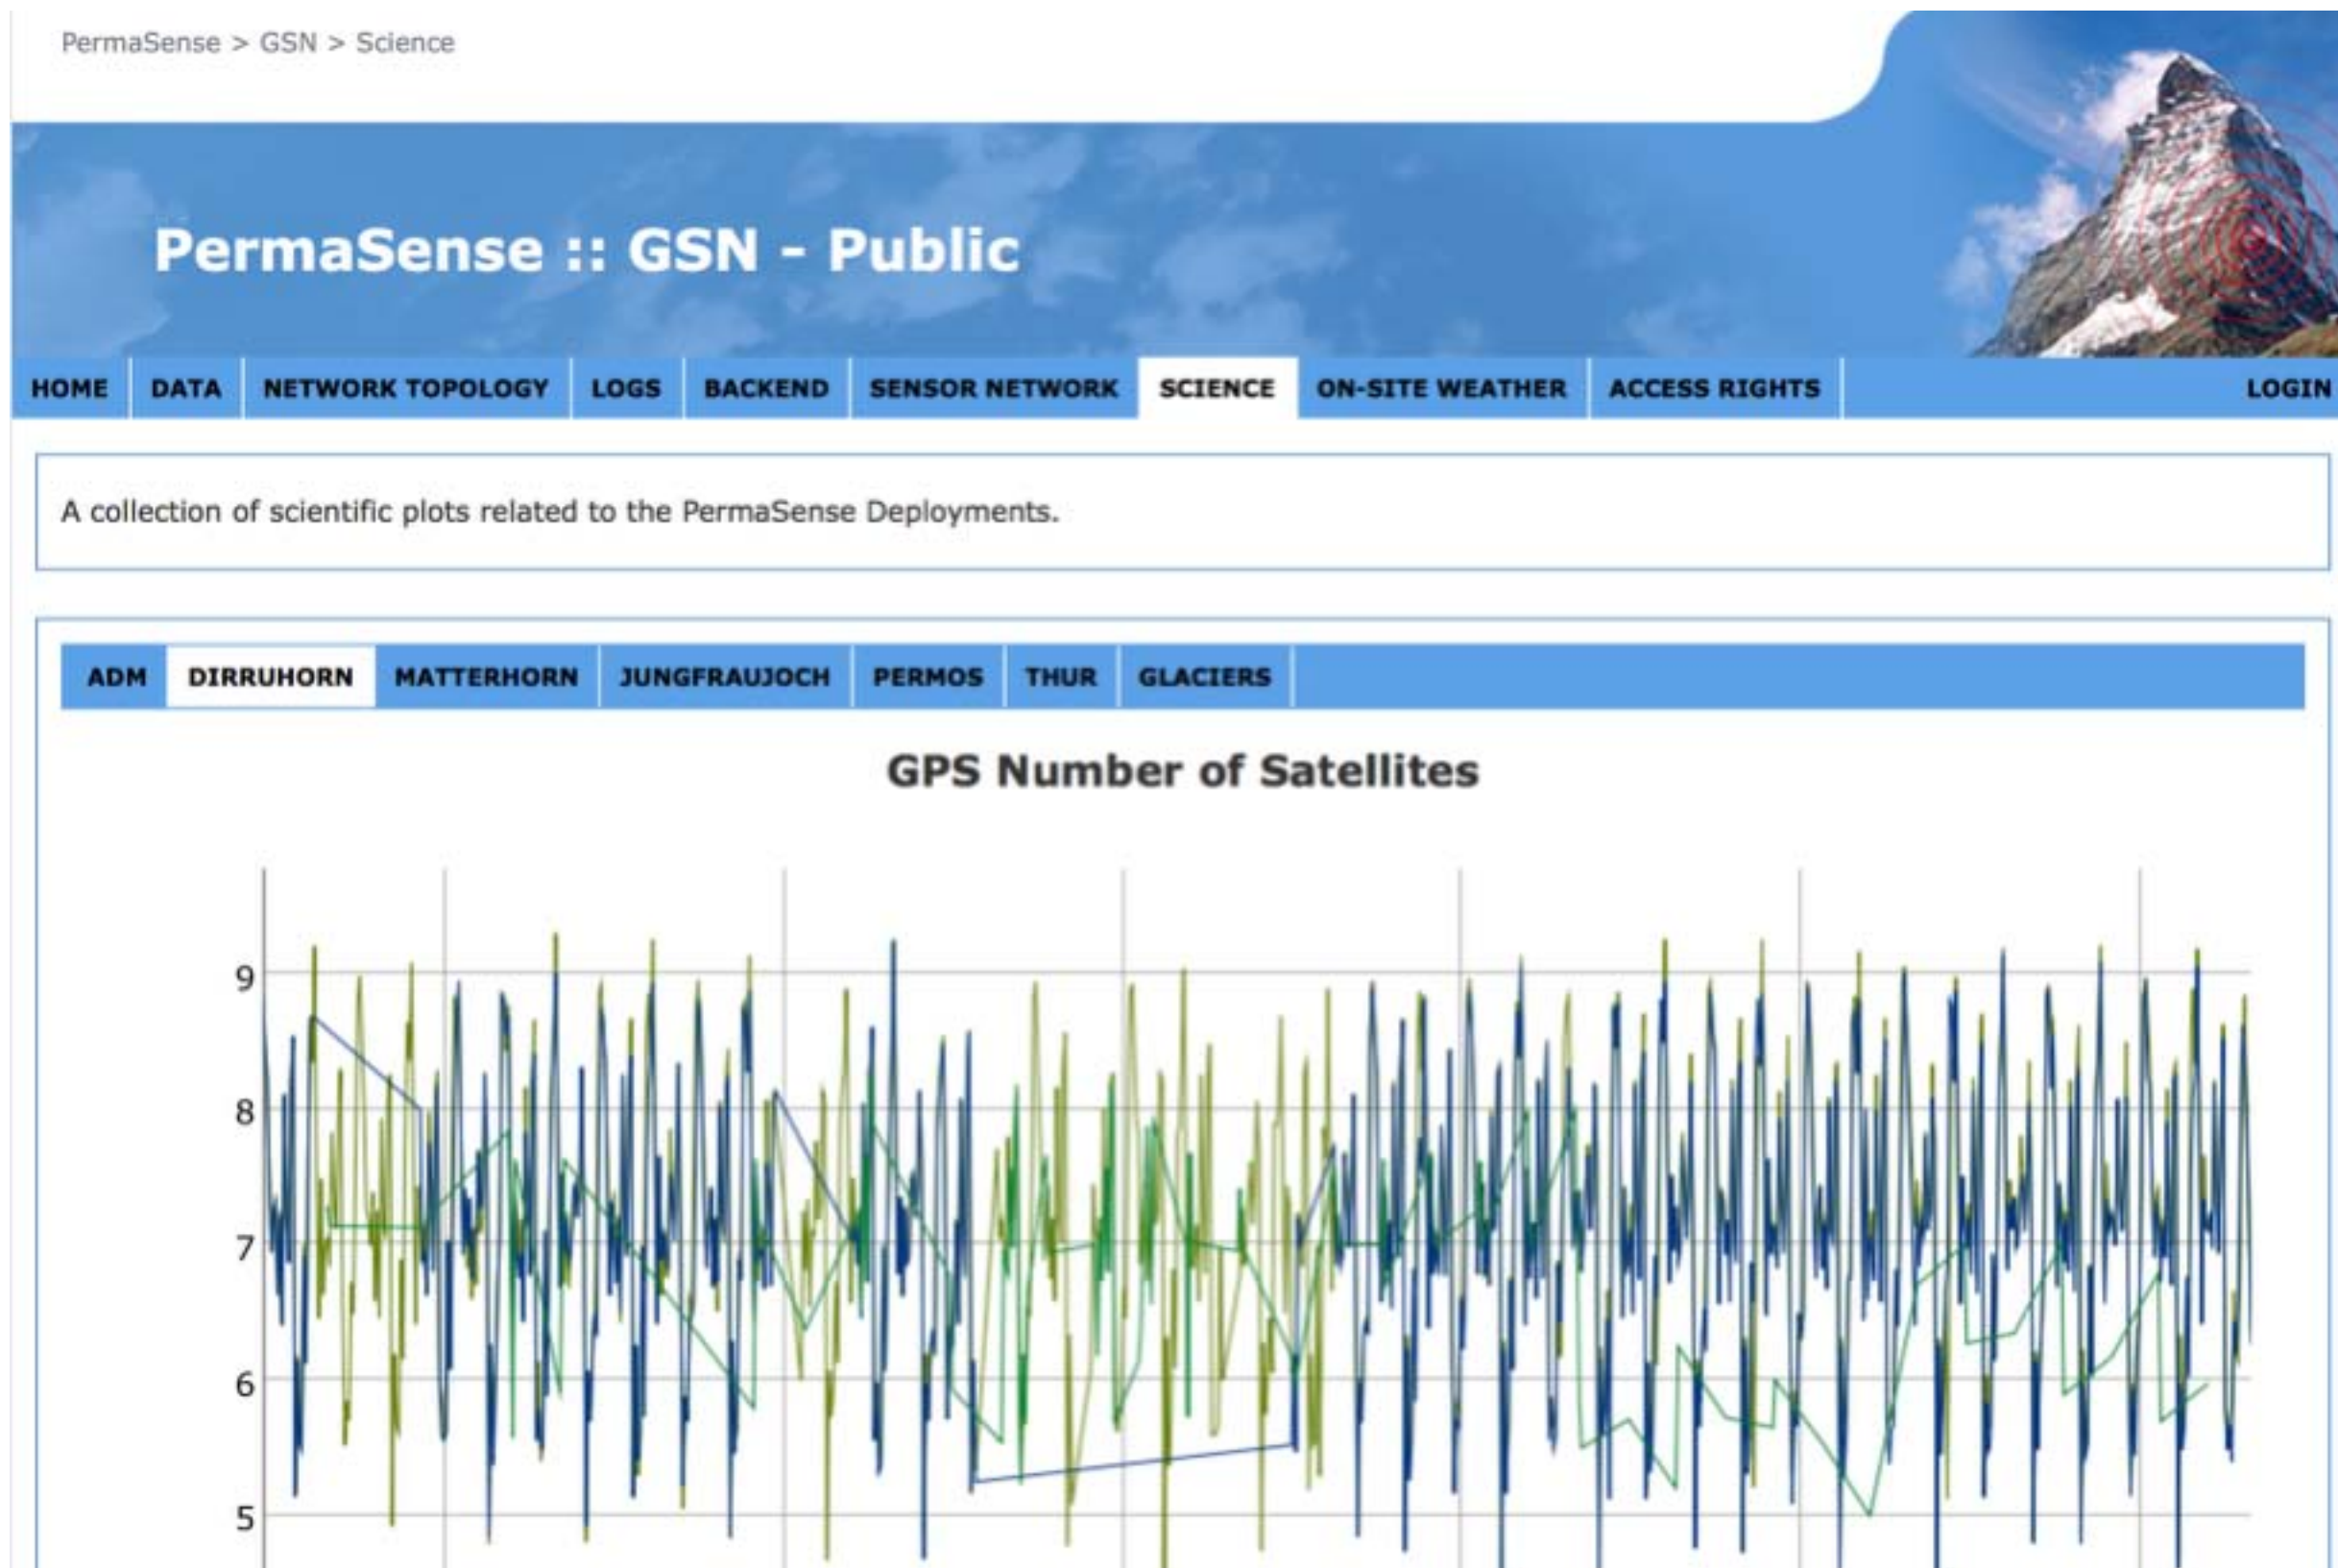 PermaSense > GSN > Science
PermaSense :: GSN - Public
HOME DATA NETWORK TOPOLOGY LOGS BACKEND SENSOR NETWORK SCIENCE ON-SITE WEATHER ACCESS RIGHTS LOGIN
A collection of scientific plots related to the PermaSense Deployments.
ADM DIRRUHORN MATTERHORN JUNGFRAUJOCH PERMOS THUR GLACIERS
GPS Number of Satellites
9
8
7
6
5